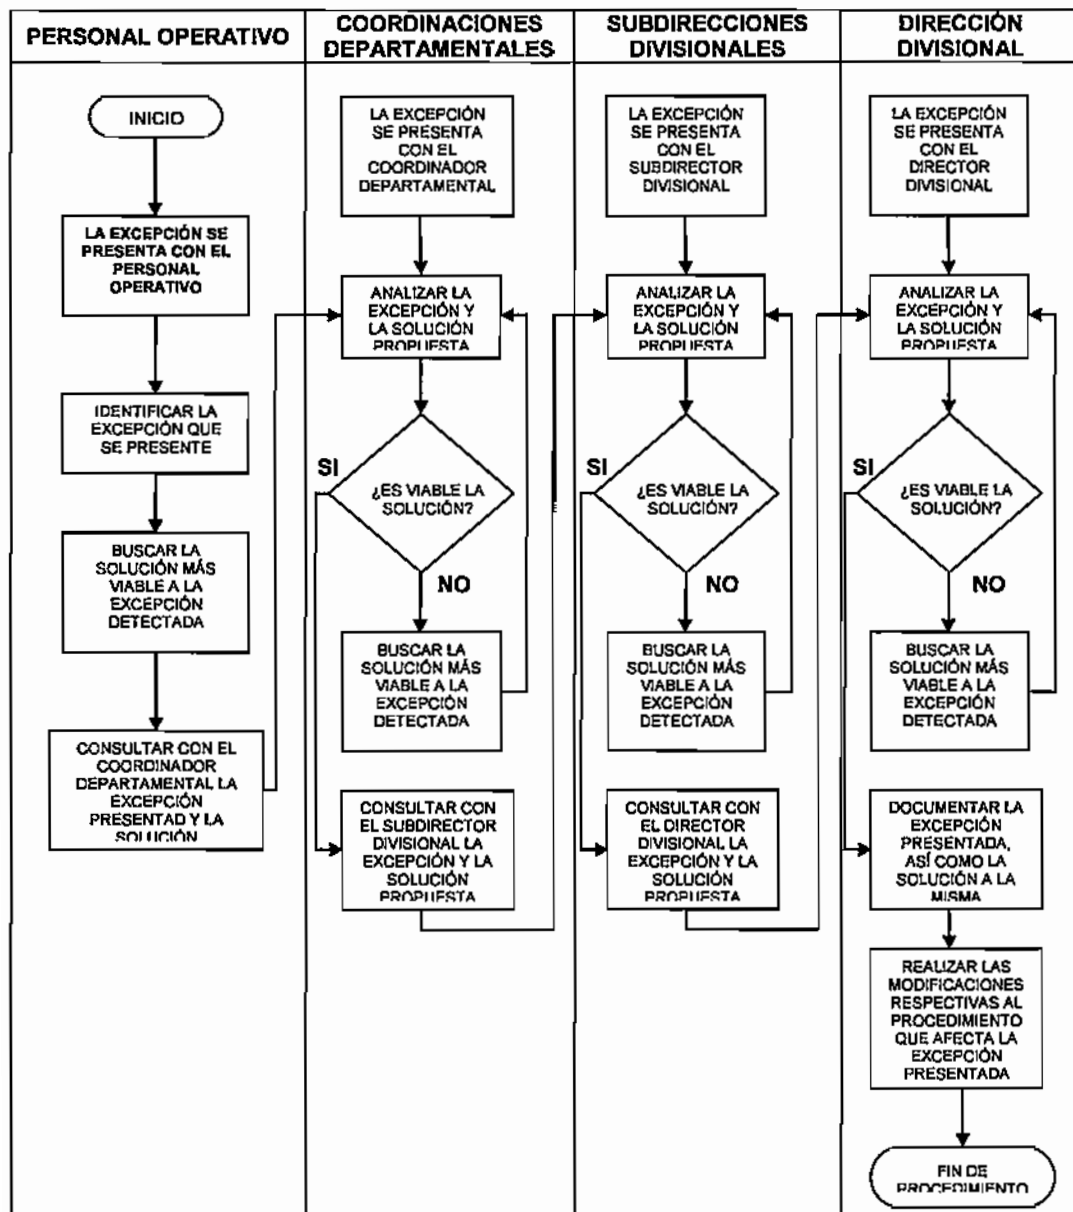 PERSONAL OPERATIVO
INICIO
LA EXCEPCIÓN SE
PRESENTA CON EL
PERSONAL
OPERATIVO
IDENTIFICAR LA
EXCEPCIÓN QUE
SE PRESENTE
BUSCAR LA
SOLUCIÓN MÁS
VIABLE A LA
EXCEPCIÓN
DETECTADA
CONSULTAR CON EL
COORDINADOR
DEPARTAMENTAL LA
EXCEPCIÓN
PRESENTAD Y LA
SOLUCIÓN
COORDINACIONES
DEPARTAMENTALES
LA EXCEPCIÓN
SE PRESENTA
CON EL
COORDINADOR
DEPARTAMENTAL
ANALIZAR LA
EXCEPCIÓN Y
LA SOLUCIÓN
PROPUESTA
SI
¿ES VIABLE LA
SOLUCIÓN?
NO
BUSCAR LA
SOLUCIÓN MÁS
VIABLE A LA
EXCEPCIÓN
DETECTADA
CONSULTAR CON
EL SUBDIRECTOR
DIVISIONAL LA
EXCEPCIÓN Y LA
SOLUCIÓN
PROPUESTA
SUBDIRECCIONES
DIVISIONALES
LA EXCEPCIÓN
SE PRESENTA
CON EL
SUBDIRECTOR
DIVISIONAL
ANALIZAR LA
EXCEPCIÓN Y
LA SOLUCIÓN
PROPUESTA
SI
¿ES VIABLE LA
SOLUCIÓN?
NO
BUSCAR LA
SOLUCIÓN MÁS
VIABLE A LA
EXCEPCIÓN
DETECTADA
CONSULTAR CON
EL DIRECTOR
DIVISIONAL LA
EXCEPCIÓN Y LA
SOLUCIÓN
PROPUESTA
DIRECCIÓN
DIVISIONAL
LA EXCEPCIÓN
SE PRESENTA
CON EL
DIRECTOR
DIVISIONAL
ANALIZAR LA
EXCEPCIÓN Y
LA SOLUCIÓN
PROPUESTA
SI
¿ES VIABLE LA
SOLUCIÓN?
NO
BUSCAR LA
SOLUCIÓN MÁS
VIABLE A LA
EXCEPCIÓN
DETECTADA
DOCUMENTAR LA
EXCEPCIÓN
PRESENTADA,
ASÍ COMO LA
SOLUCIÓN A LA
MISMA
REALIZAR LAS
MODIFICACIONES
RESPECTIVAS AL
PROCEDIMIENTO
QUE AFECTA LA
EXCEPCIÓN
PRESENTADA
FIN DE
PROCEDIMIENTO